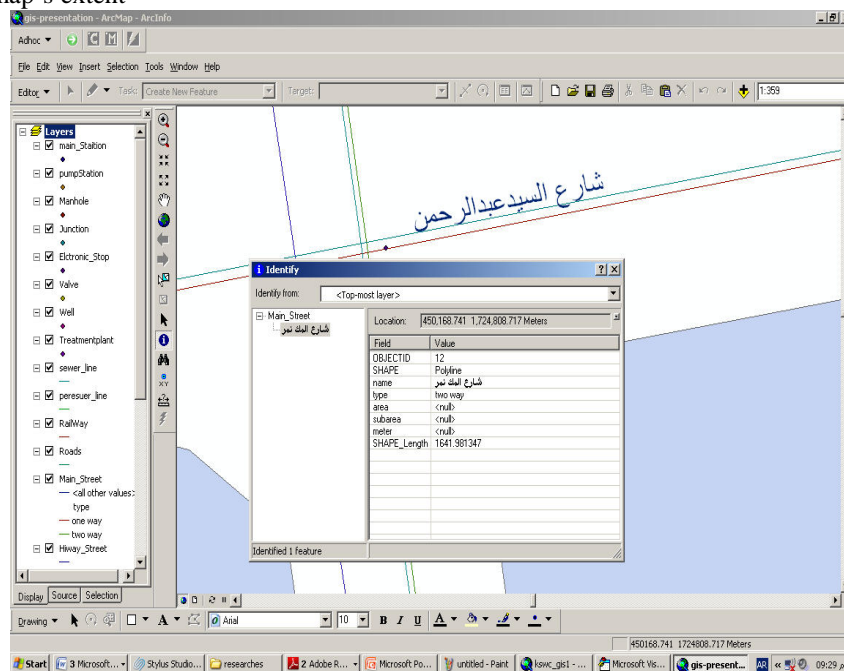 map's extent
gis-presentation - ArcMap - ArcInfo
Adhoc
File Edit View Insert Selection Tools Window Help
Editor Task: Create New Feature Target: 1:359
Layers
main_Staition
pumpStation
Manhole
Junction
Elctronic_Stop
Valve
Well
Treatmentplant
sewer_line
peresuer_line
RailWay
Roads
Main_Street
<all other values>
type
one way
two way
Hiway_Street
Display Source Selection
شارع السيدعبدالرحمن
Identify
Identify from: <Top-most layer>
Main_Street
شارع المك نمر
Location: 450,168.741 1,724,808.717 Meters
Field Value
OBJECTID 12
SHAPE Polyline
name شارع المك نمر
type two way
area <null>
subarea <null>
meter <null>
SHAPE_Length 1641.981347
Identified 1 feature
Drawing A Arial 10 B I U A
450168.741 1724808.717 Meters
Start 3 Microsoft... Stylus Studio... researches 2 Adobe R... Microsoft Po... untitled - Paint kswc_gis1 - ... Microsoft Vis... gis-present... AR 09:29